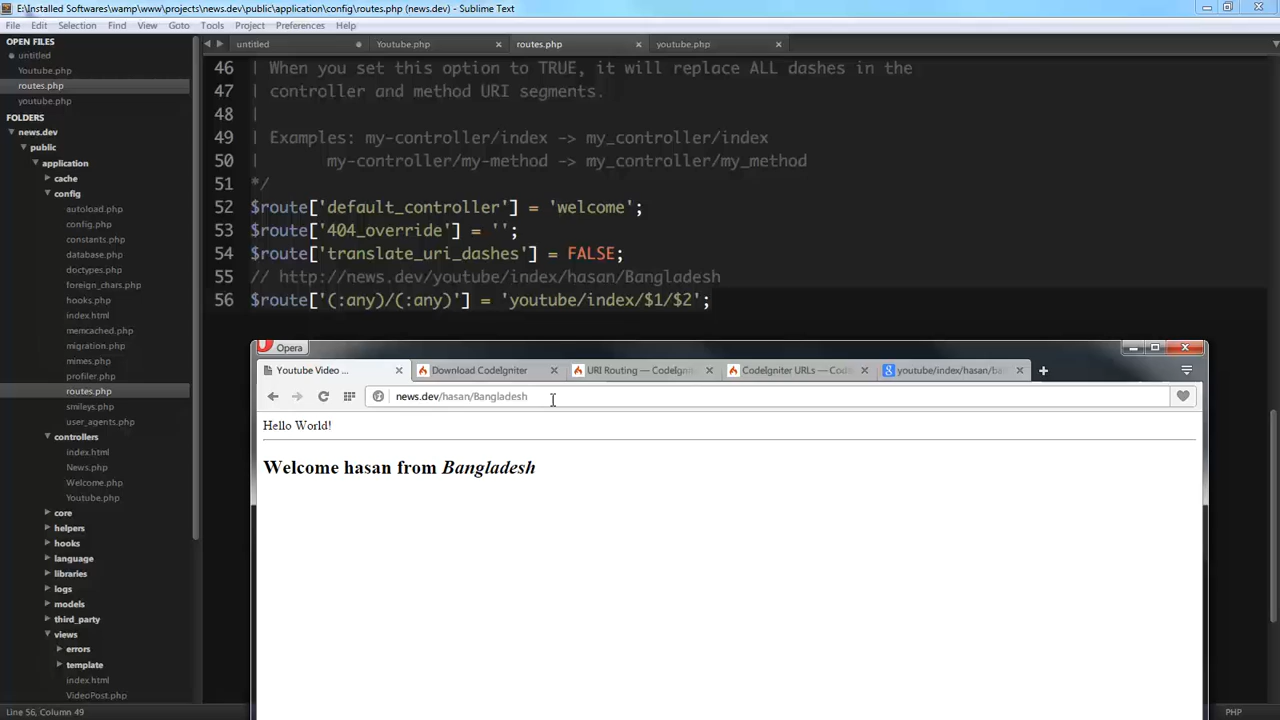 E:\Installed Softwares\wamp\www\projects\news.dev\public\application\config\routes.php (news.dev) - Sublime Text
File Edit Selection Find View Goto Tools Project Preferences Help
OPEN FILES
untitled
Youtube.php
routes.php
youtube.php
FOLDERS
news.dev
public
application
cache
config
autoload.php
config.php
constants.php
database.php
doctypes.php
foreign_chars.php
hooks.php
index.html
memcached.php
migration.php
mimes.php
profiler.php
routes.php
smileys.php
user_agents.php
controllers
index.html
News.php
Welcome.php
Youtube.php
core
helpers
hooks
language
libraries
logs
models
third_party
views
errors
template
index.html
VideoPost.php
untitled Youtube.php routes.php youtube.php
46 | When you set this option to TRUE, it will replace ALL dashes in the
47 | controller and method URI segments.
48 |
49 | Examples: my-controller/index -> my_controller/index
50 | my-controller/my-method -> my_controller/my_method
51 */
52 $route['default_controller'] = 'welcome';
53 $route['404_override'] = '';
54 $route['translate_uri_dashes'] = FALSE;
55 // http://news.dev/youtube/index/hasan/Bangladesh
56 $route['(:any)/(:any)'] = 'youtube/index/$1/$2';
Opera
Youtube Video ... Download CodeIgniter URI Routing — CodeIgnit CodeIgniter URLs — Cod youtube/index/hasan/ba
news.dev/hasan/Bangladesh
Hello World!
Welcome hasan from Bangladesh
Line 56, Column 49 PHP